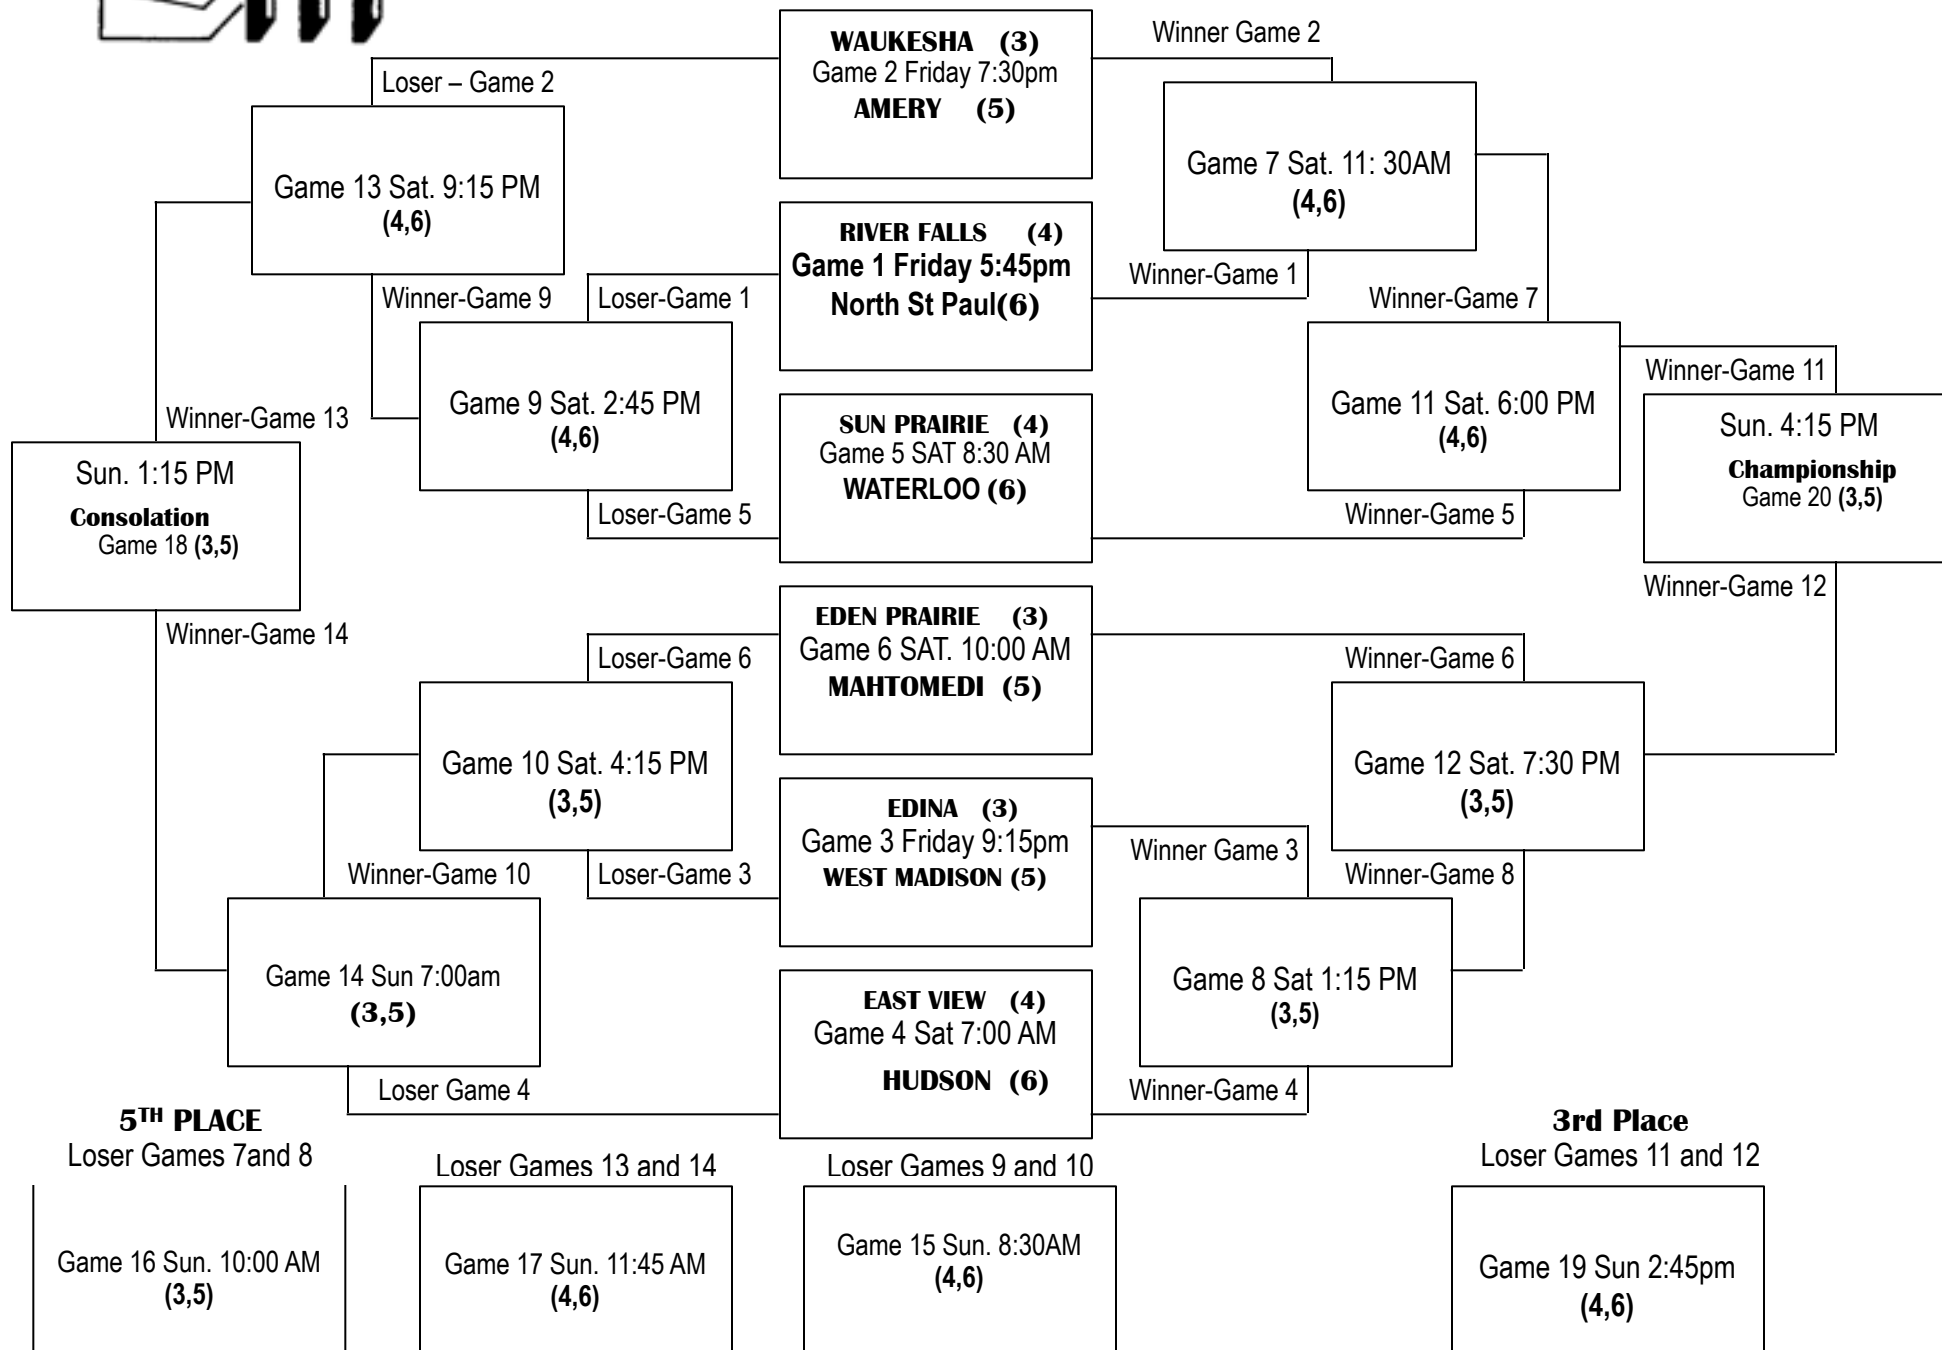 WAUKESHA (3)
Game 2 Friday 7:30pm
AMERY (5)
Winner Game 2
Loser – Game 2
Game 13 Sat. 9:15 PM
(4,6)
Game 7 Sat. 11: 30AM
(4,6)
RIVER FALLS (4)
Game 1 Friday 5:45pm
North St Paul(6)
Winner-Game 9
Loser-Game 1
Winner-Game 1
Winner-Game 7
Game 9 Sat. 2:45 PM
(4,6)
SUN PRAIRIE (4)
Game 5 SAT 8:30 AM
WATERLOO (6)
Game 11 Sat. 6:00 PM
(4,6)
Winner-Game 11
Winner-Game 13
Sun. 1:15 PM
Consolation
Game 18 (3,5)
Sun. 4:15 PM
Championship
Game 20 (3,5)
Loser-Game 5
Winner-Game 5
Winner-Game 12
Winner-Game 14
EDEN PRAIRIE (3)
Game 6 SAT. 10:00 AM
MAHTOMEDI (5)
Loser-Game 6
Winner-Game 6
Game 10 Sat. 4:15 PM
(3,5)
Game 12 Sat. 7:30 PM
(3,5)
EDINA (3)
Game 3 Friday 9:15pm
WEST MADISON (5)
Winner Game 3
Winner-Game 10
Loser-Game 3
Winner-Game 8
Game 14 Sun 7:00am
(3,5)
Game 8 Sat 1:15 PM
(3,5)
EAST VIEW (4)
Game 4 Sat 7:00 AM
HUDSON (6)
Loser Game 4
Winner-Game 4
5TH PLACE
Loser Games 7and 8
Loser Games 13 and 14
Loser Games 9 and 10
3rd Place
Loser Games 11 and 12
Game 16 Sun. 10:00 AM
(3,5)
Game 17 Sun. 11:45 AM
(4,6)
Game 15 Sun. 8:30AM
(4,6)
Game 19 Sun 2:45pm
(4,6)